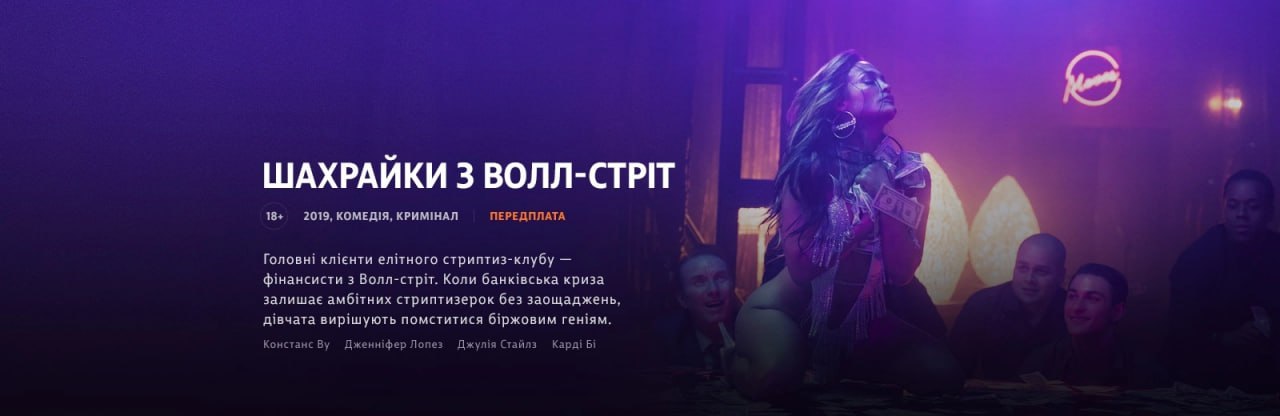 ШАХРАЙКИ З ВОЛЛ-СТРІТ
18+ 2019, КОМЕДІЯ, КРИМІНАЛ ПЕРЕДПЛАТА
Головні клієнти елітного стриптиз-клубу —
фінансисти з Волл-стріт. Коли банківська криза
залишає амбітних стриптизерок без заощаджень,
дівчата вирішують помститися біржовим геніям.
Констанс Ву Дженніфер Лопез Джулія Стайлз Карді Бі
Moves